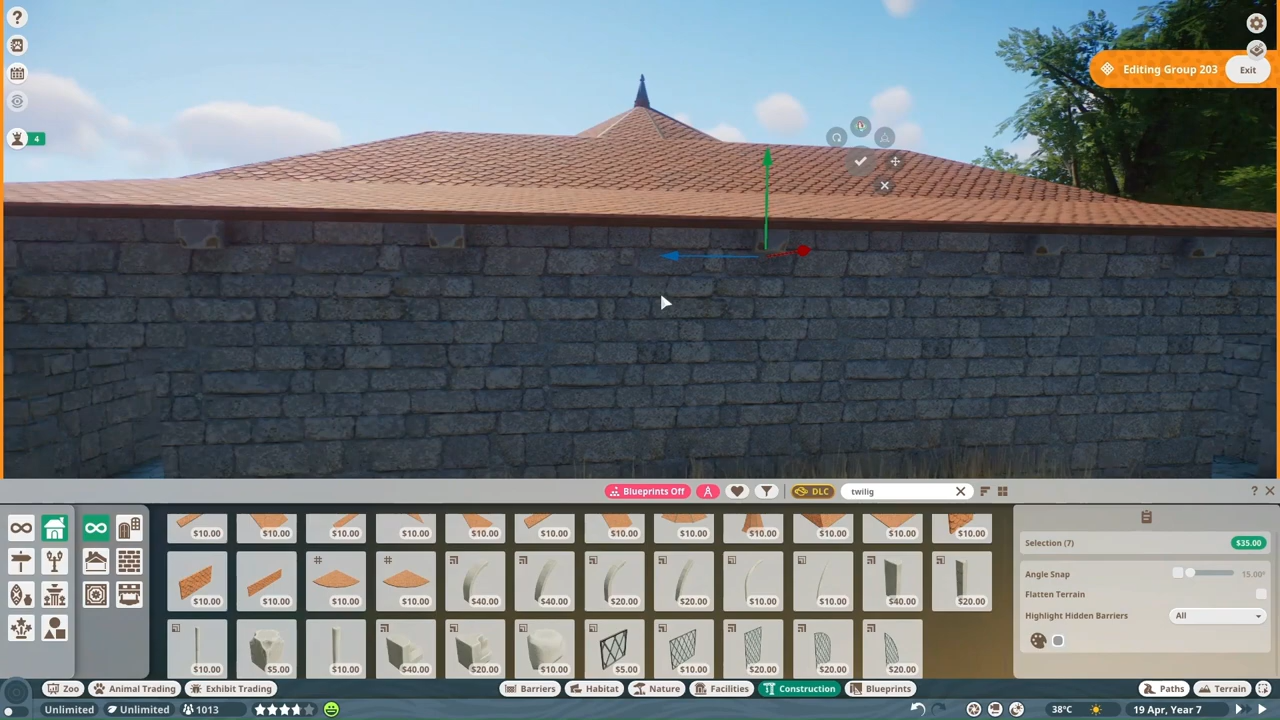 ?
Editing Group 203 Exit
4
Blueprints Off DLC twilig ? 
$10.00 $10.00 $10.00 $10.00 $10.00 $10.00 $10.00 $10.00 $10.00 $10.00 $10.00 $10.00
$10.00 $10.00 $10.00 $10.00 $40.00 $40.00 $20.00 $20.00 $10.00 $10.00 $40.00 $20.00
$10.00 $5.00 $10.00 $40.00 $20.00 $10.00 $5.00 $10.00 $20.00 $20.00 $20.00
Selection (7) $35.00
Angle Snap 15.00°
Flatten Terrain
Highlight Hidden Barriers All
Zoo Animal Trading Exhibit Trading Barriers Habitat Nature Facilities Construction Blueprints Paths Terrain
Unlimited Unlimited 1013 38°C 19 Apr, Year 7